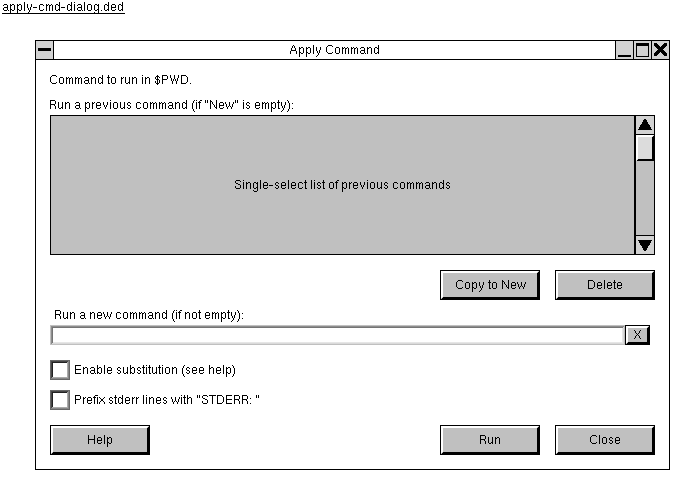 apply-cmd-dialog.ded
Apply Command
Command to run in $PWD.
Run a previous command (if "New" is empty):
Single-select list of previous commands
Copy to New
Delete
Run a new command (if not empty):
X
Enable substitution (see help)
Prefix stderr lines with "STDERR: "
Help
Run
Close